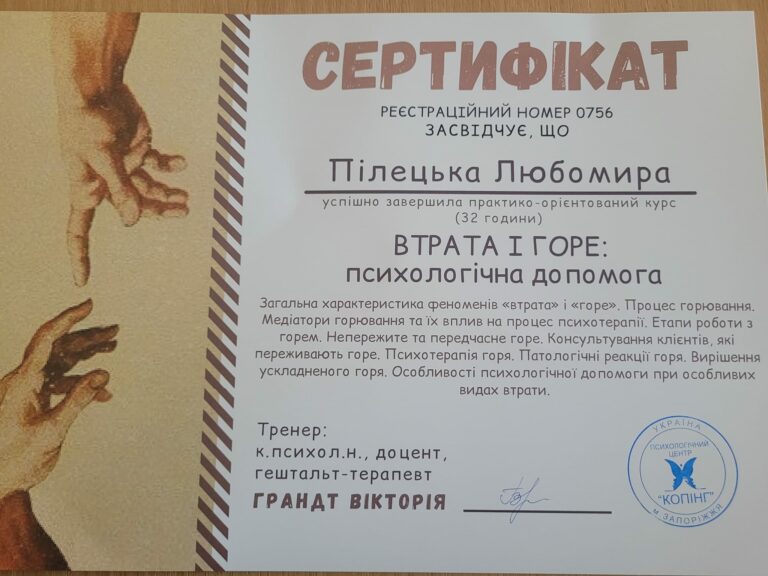 СЕРТИФІКАТ
РЕЄСТРАЦІЙНИЙ НОМЕР 0756
ЗАСВІДЧУЄ, ЩО
Пілецька Любомира
успішно завершила практико-орієнтований курс
(32 години)
ВТРАТА І ГОРЕ:
психологічна допомога
Загальна характеристика феноменів «втрата» і «горе». Процес горювання.
Медіатори горювання та їх вплив на процес психотерапії. Етапи роботи з
горем. Непережите та передчасне горе. Консультування клієнтів, які
переживають горе. Психотерапія горя. Патологічні реакції горя. Вирішення
ускладненого горя. Особливості психологічної допомоги при особливих
видах втрати.
Тренер:
к.психол.н., доцент,
гештальт-терапевт
ГРАНДТ ВІКТОРІЯ
УКРАЇНА
ПСИХОЛОГІЧНИЙ
ЦЕНТР
"КОПІНГ"
м. ЗАПОРІЖЖЯ